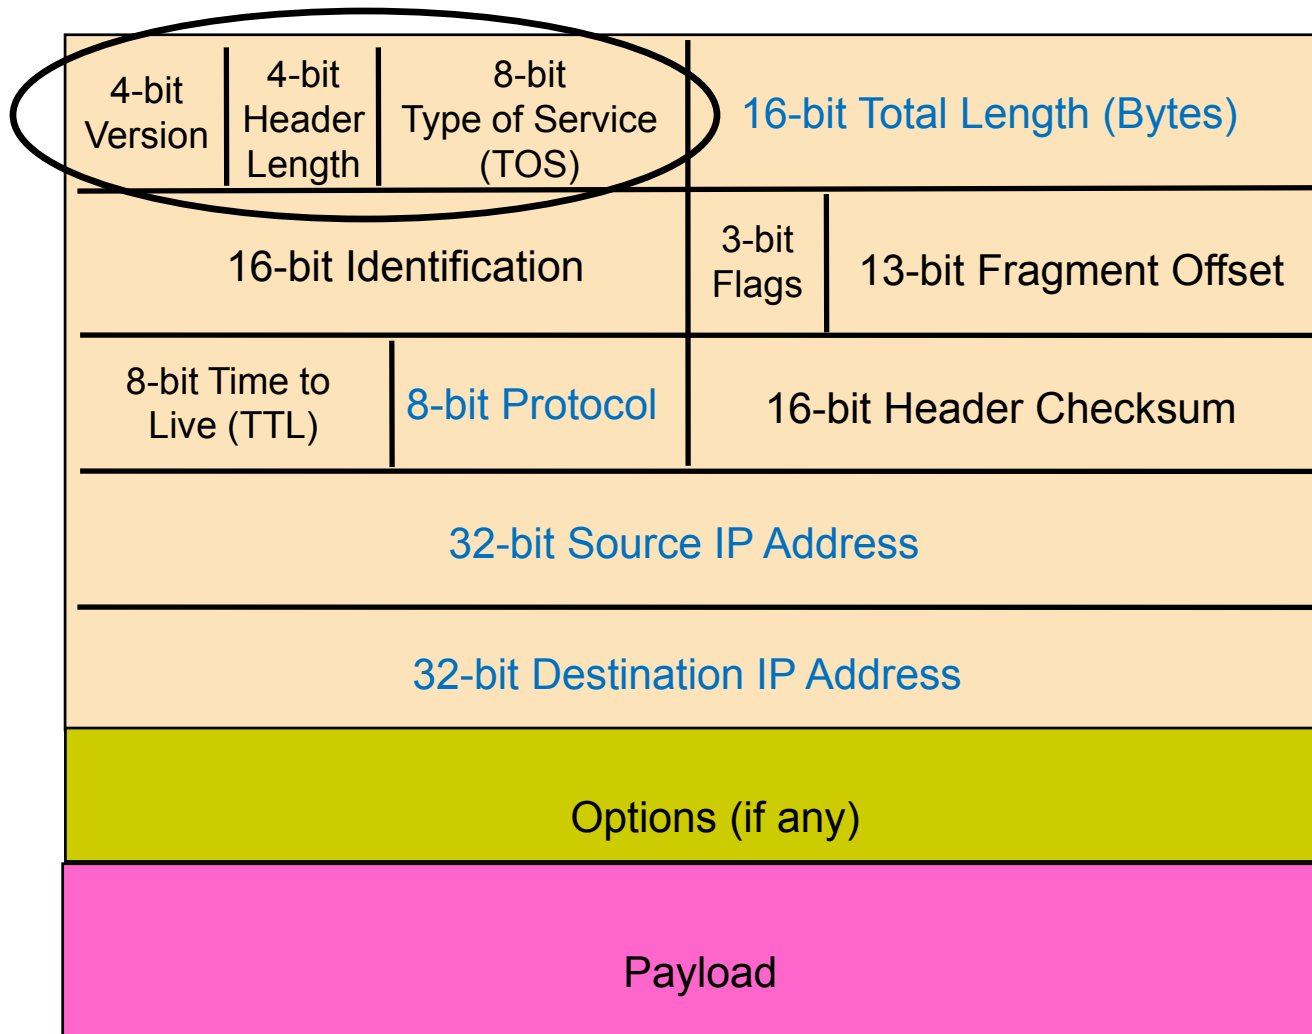 4-bit
Version
4-bit
Header
Length
8-bit
Type of Service
(TOS)
16-bit Total Length (Bytes)
16-bit Identification
3-bit
Flags
13-bit Fragment Offset
8-bit Time to
Live (TTL)
8-bit Protocol
16-bit Header Checksum
32-bit Source IP Address
32-bit Destination IP Address
Options (if any)
Payload